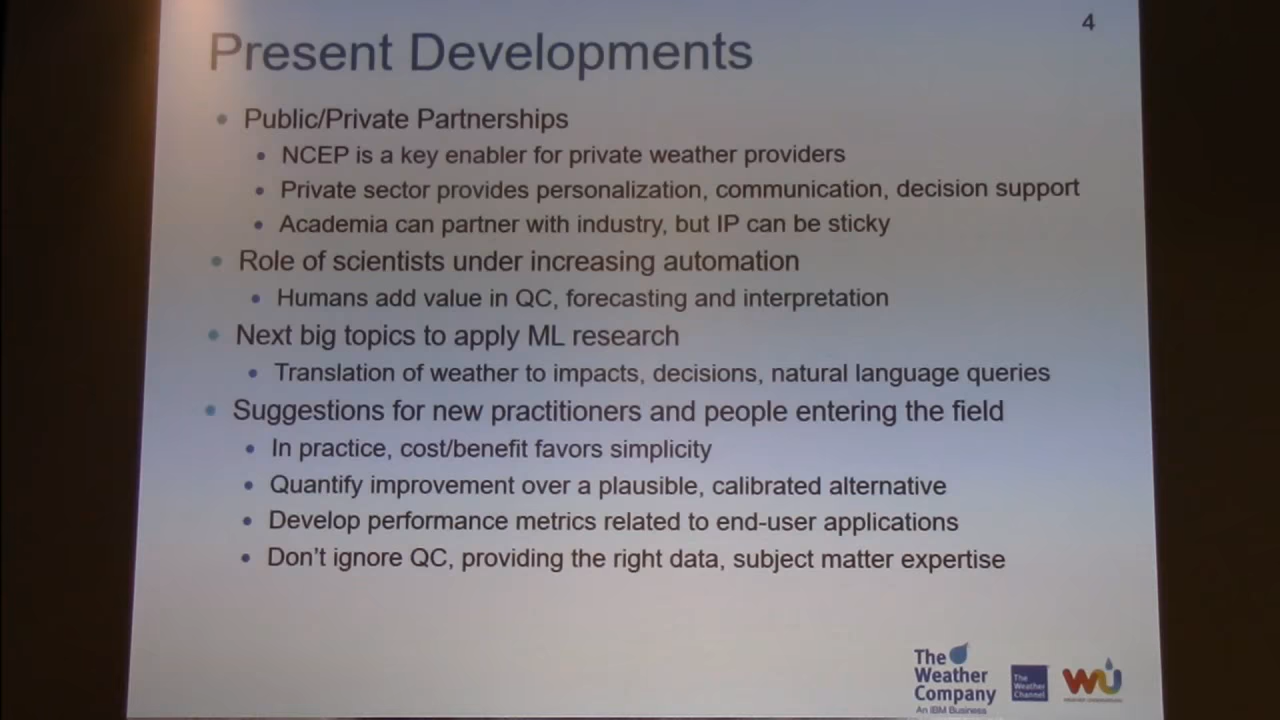 4
Present Developments
• Public/Private Partnerships
• NCEP is a key enabler for private weather providers
• Private sector provides personalization, communication, decision support
• Academia can partner with industry, but IP can be sticky
• Role of scientists under increasing automation
• Humans add value in QC, forecasting and interpretation
• Next big topics to apply ML research
• Translation of weather to impacts, decisions, natural language queries
• Suggestions for new practitioners and people entering the field
• In practice, cost/benefit favors simplicity
• Quantify improvement over a plausible, calibrated alternative
• Develop performance metrics related to end-user applications
• Don't ignore QC, providing the right data, subject matter expertise
The
Weather
Company
An IBM Business
The
Weather
Channel
WU